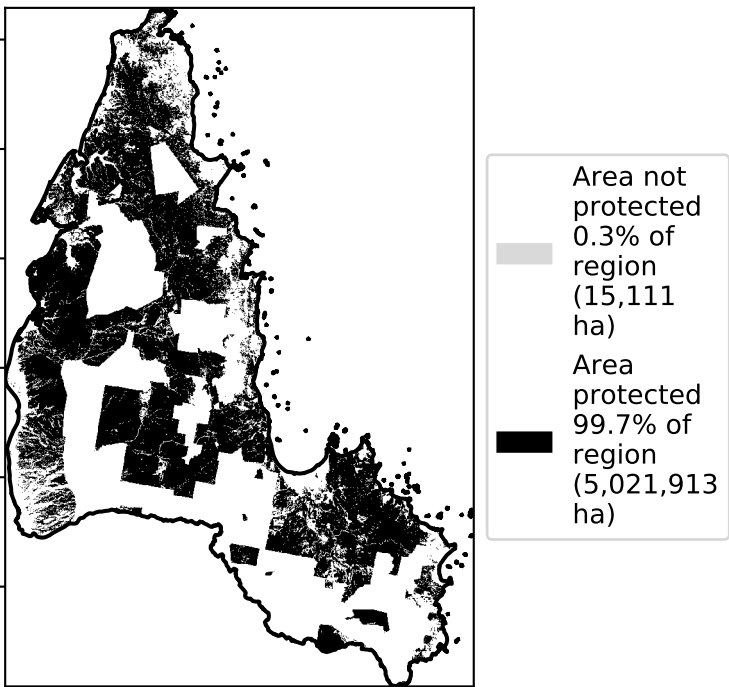 Area not
protected
0.3% of
region
(15,111
ha)
Area
protected
99.7% of
region
(5,021,913
ha)